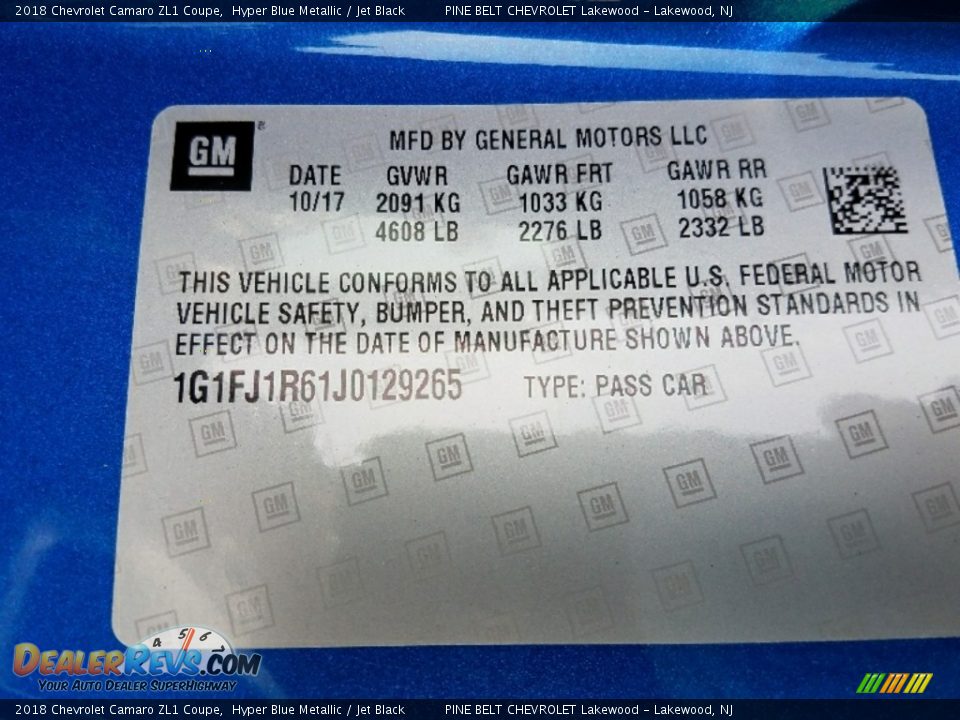 2018 Chevrolet Camaro ZL1 Coupe, Hyper Blue Metallic / Jet Black PINE BELT CHEVROLET Lakewood - Lakewood, NJ
GM MFD BY GENERAL MOTORS LLC
DATE GVWR GAWR FRT GAWR RR
10/17 2091 KG 1033 KG 1058 KG
4608 LB 2276 LB 2332 LB
THIS VEHICLE CONFORMS TO ALL APPLICABLE U.S. FEDERAL MOTOR
VEHICLE SAFETY, BUMPER, AND THEFT PREVENTION STANDARDS IN
EFFECT ON THE DATE OF MANUFACTURE SHOWN ABOVE.
1G1FJ1R61J0129265 TYPE: PASS CAR
4 5 6 7
DEALERREVS.COM
YOUR AUTO DEALER SUPERHIGHWAY
2018 Chevrolet Camaro ZL1 Coupe, Hyper Blue Metallic / Jet Black PINE BELT CHEVROLET Lakewood - Lakewood, NJ